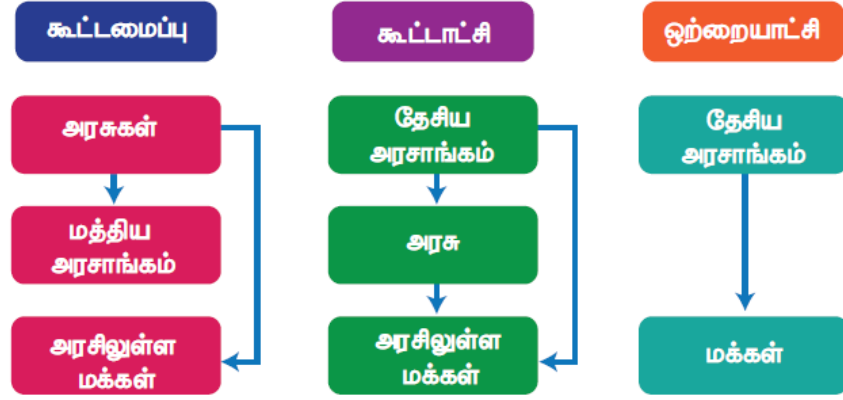 கூட்டமைப்பு
அரசுகள்
மத்திய
அரசாங்கம்
அரசிலுள்ள
மக்கள்
கூட்டாட்சி
தேசிய
அரசாங்கம்
அரசு
அரசிலுள்ள
மக்கள்
ஒற்றையாட்சி
தேசிய
அரசாங்கம்
மக்கள்